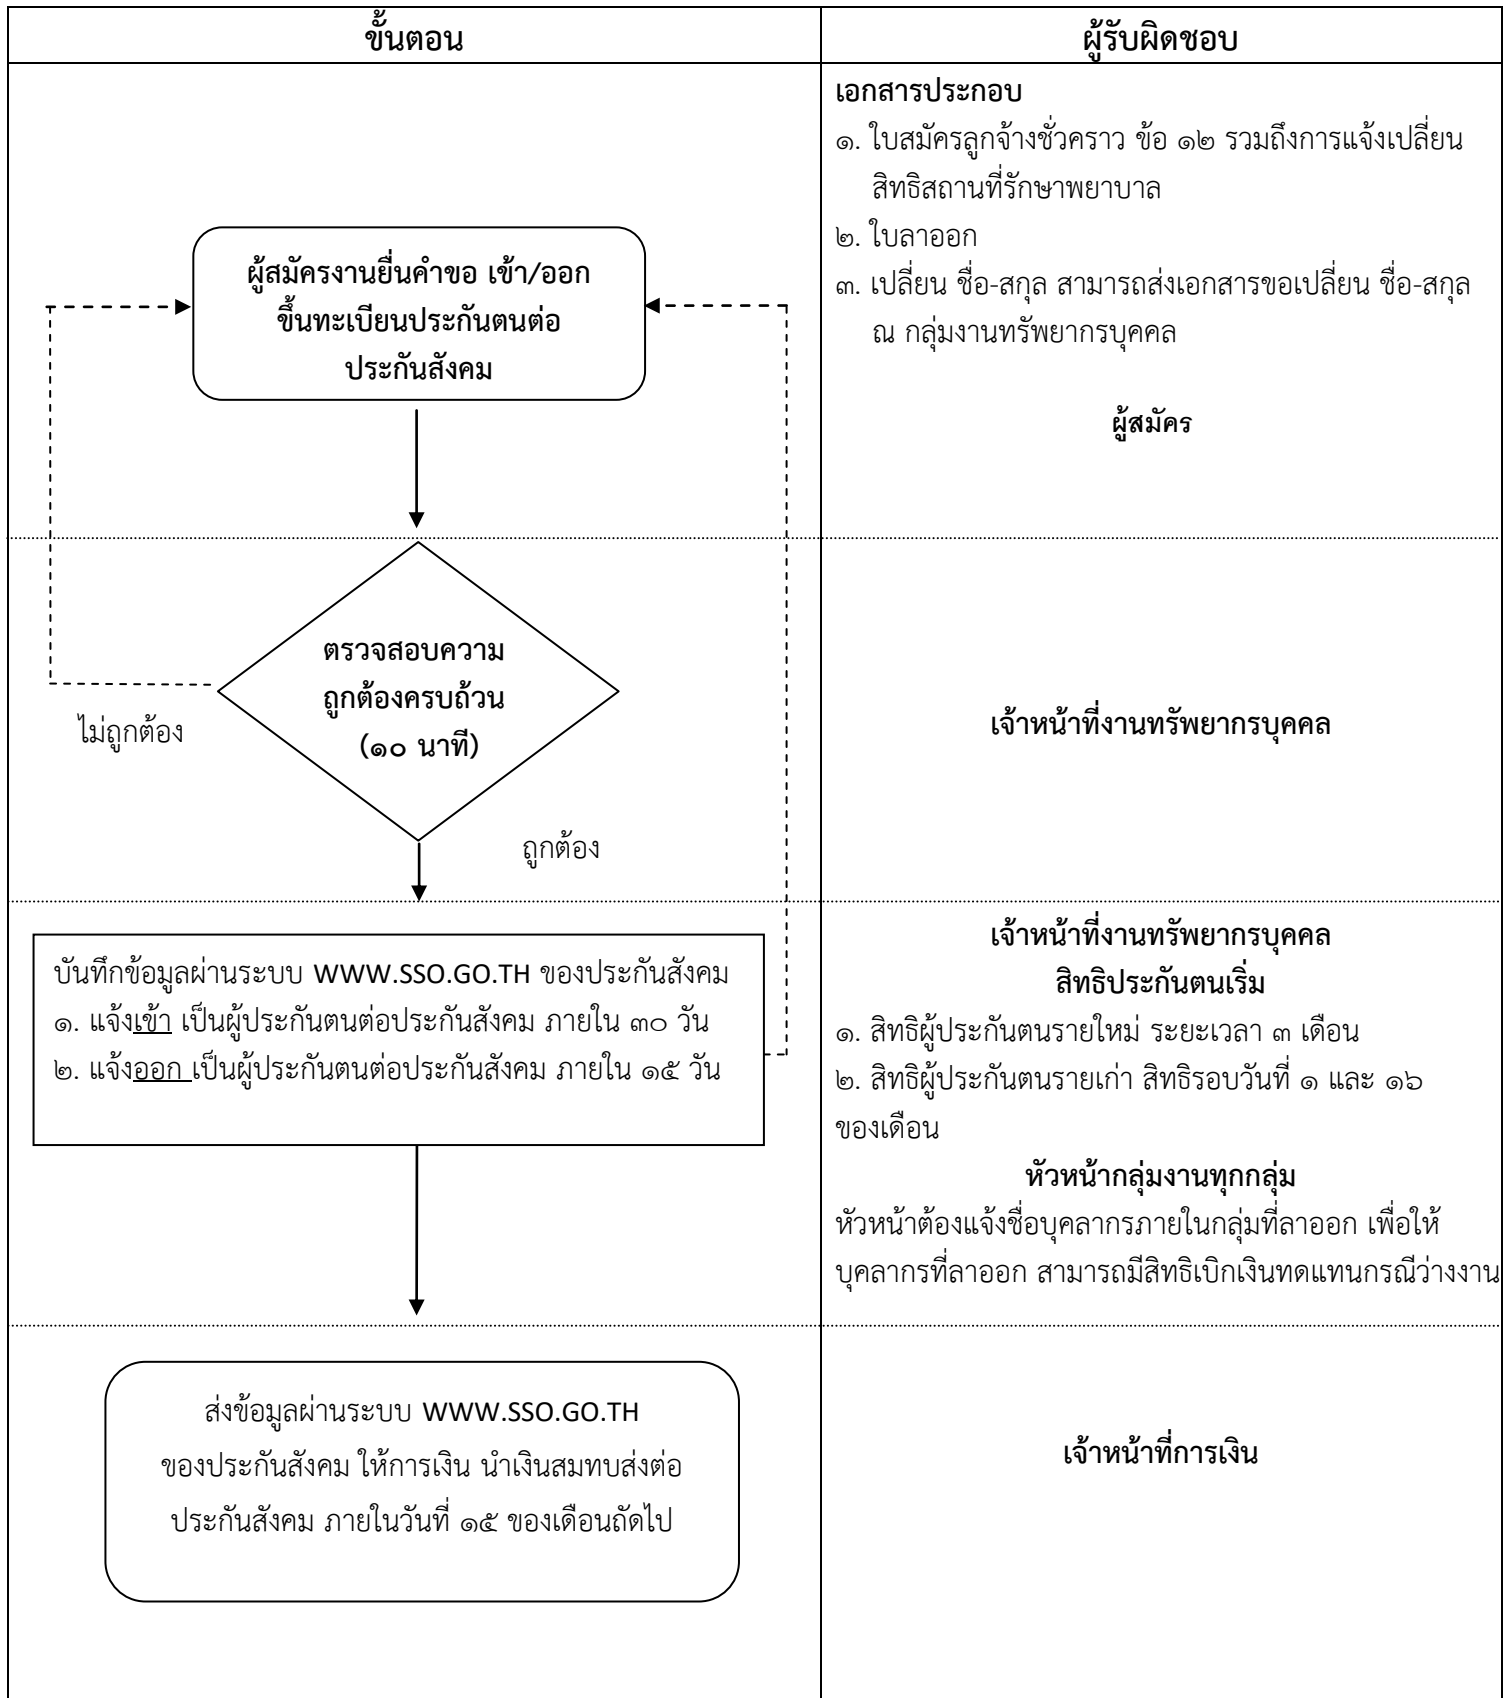 ขั้นตอน
ผู้รับผิดชอบ
เอกสารประกอบ
๑. ใบสมัครลูกจ้างชั่วคราว ข้อ ๑๒ รวมถึงการแจ้งเปลี่ยน
สิทธิสถานที่รักษาพยาบาล
๒. ใบลาออก
๓. เปลี่ยน ชื่อ-สกุล สามารถส่งเอกสารขอเปลี่ยน ชื่อ-สกุล
ณ กลุ่มงานทรัพยากรบุคคล
ผู้สมัคร
ผู้สมัครงานยื่นคำขอ เข้า/ออก
ขึ้นทะเบียนประกันตนต่อ
ประกันสังคม
ตรวจสอบความ
ถูกต้องครบถ้วน
(๑๐ นาที)
ไม่ถูกต้อง
ถูกต้อง
เจ้าหน้าที่งานทรัพยากรบุคคล
บันทึกข้อมูลผ่านระบบ WWW.SSO.GO.TH ของประกันสังคม
๑. แจ้งเข้า เป็นผู้ประกันตนต่อประกันสังคม ภายใน ๓๐ วัน
๒. แจ้งออก เป็นผู้ประกันตนต่อประกันสังคม ภายใน ๑๕ วัน
เจ้าหน้าที่งานทรัพยากรบุคคล
สิทธิประกันตนเริ่ม
๑. สิทธิผู้ประกันตนรายใหม่ ระยะเวลา ๓ เดือน
๒. สิทธิผู้ประกันตนรายเก่า สิทธิรอบวันที่ ๑ และ ๑๖
ของเดือน
หัวหน้ากลุ่มงานทุกกลุ่ม
หัวหน้าต้องแจ้งชื่อบุคลากรภายในกลุ่มที่ลาออก เพื่อให้
บุคลากรที่ลาออก สามารถมีสิทธิเบิกเงินทดแทนกรณีว่างงาน
ส่งข้อมูลผ่านระบบ WWW.SSO.GO.TH
ของประกันสังคม ให้การเงิน นำเงินสมทบส่งต่อ
ประกันสังคม ภายในวันที่ ๑๕ ของเดือนถัดไป
เจ้าหน้าที่การเงิน